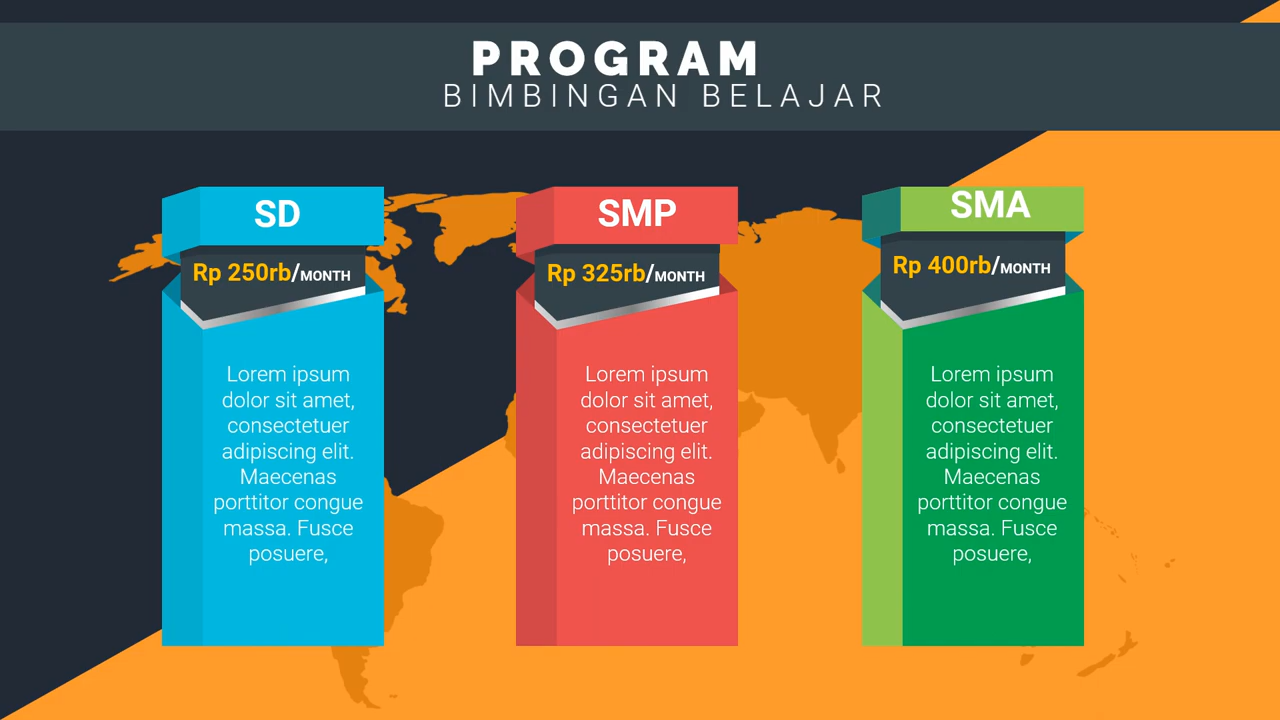 PROGRAM
BIMBINGAN BELAJAR
SD
Rp 250rb/MONTH
Lorem ipsum
dolor sit amet,
consectetuer
adipiscing elit.
Maecenas
porttitor congue
massa. Fusce
posuere,
SMP
Rp 325rb/MONTH
Lorem ipsum
dolor sit amet,
consectetuer
adipiscing elit.
Maecenas
porttitor congue
massa. Fusce
posuere,
SMA
Rp 400rb/MONTH
Lorem ipsum
dolor sit amet,
consectetuer
adipiscing elit.
Maecenas
porttitor congue
massa. Fusce
posuere,